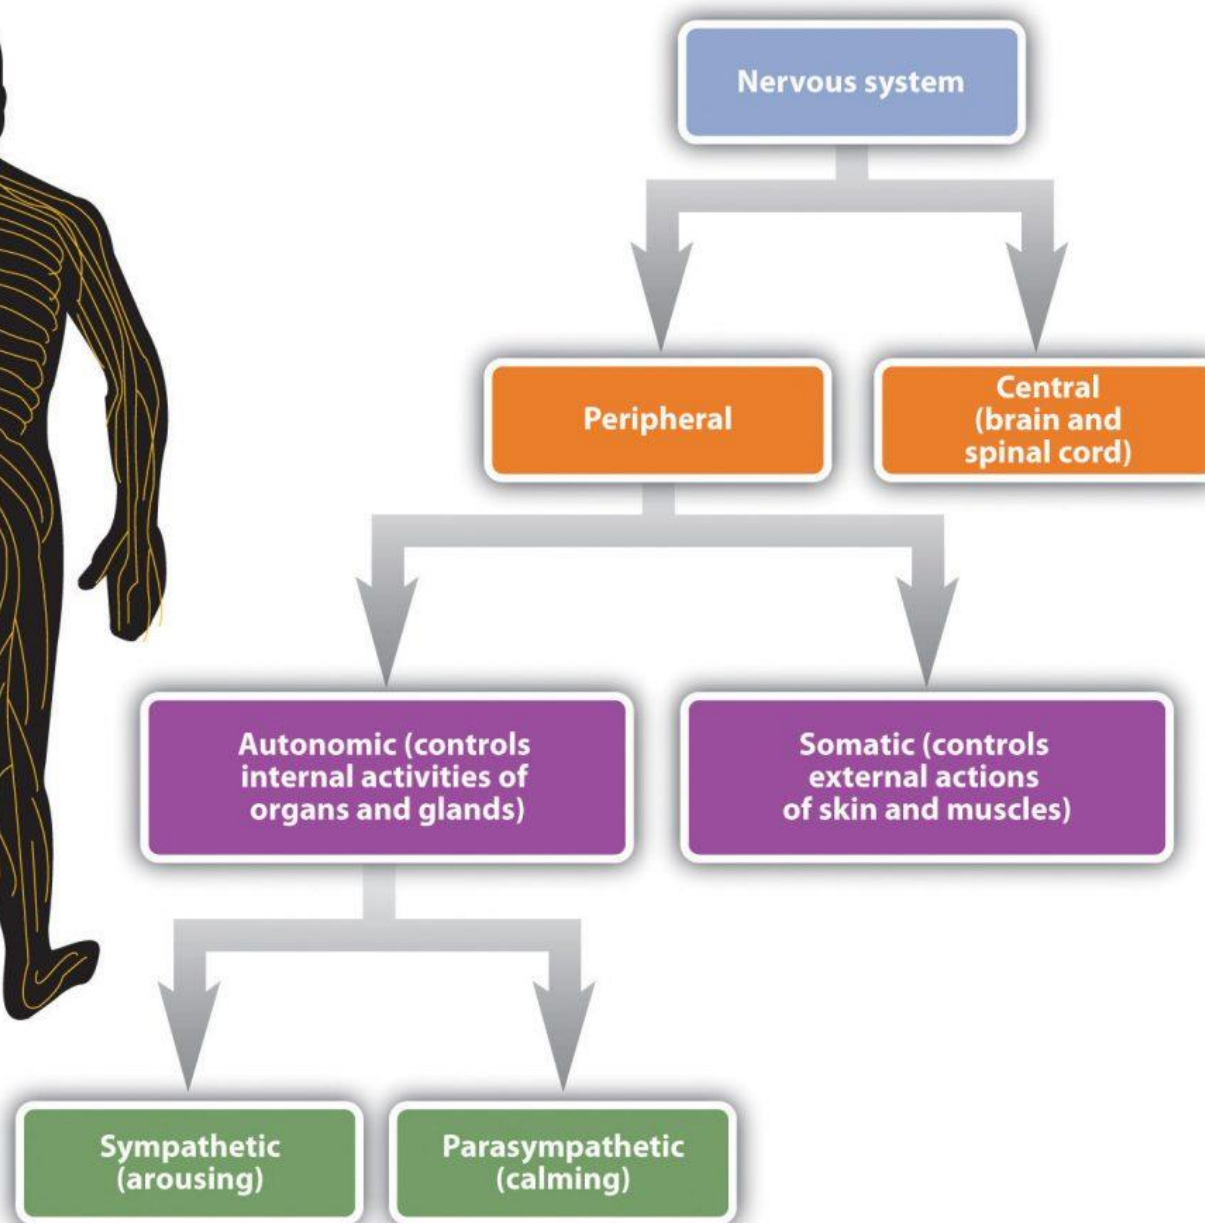 Nervous system
Peripheral
Central
(brain and
spinal cord)
Autonomic (controls
internal activities of
organs and glands)
Somatic (controls
external actions
of skin and muscles)
Sympathetic
(arousing)
Parasympathetic
(calming)